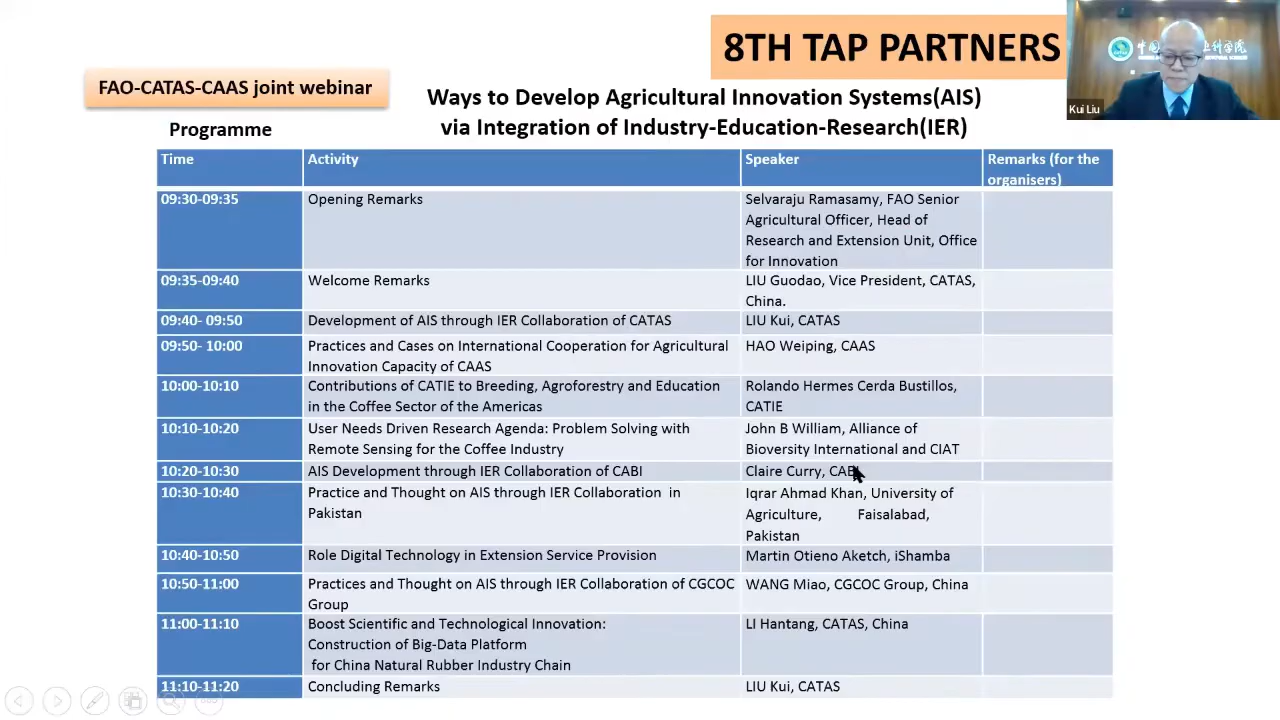 8TH TAP PARTNERS
FAO-CATAS-CAAS joint webinar
Ways to Develop Agricultural Innovation Systems(AIS)
via Integration of Industry-Education-Research(IER)
Kui Liu
Programme
Time Activity Speaker Remarks (for the
organisers)
09:30-09:35 Opening Remarks Selvaraju Ramasamy, FAO Senior
Agricultural Officer, Head of
Research and Extension Unit, Office
for Innovation
09:35-09:40 Welcome Remarks LIU Guodao, Vice President, CATAS,
China.
09:40- 09:50 Development of AIS through IER Collaboration of CATAS LIU Kui, CATAS
09:50- 10:00 Practices and Cases on International Cooperation for Agricultural HAO Weiping, CAAS
Innovation Capacity of CAAS
10:00-10:10 Contributions of CATIE to Breeding, Agroforestry and Education Rolando Hermes Cerda Bustillos,
in the Coffee Sector of the Americas CATIE
10:10-10:20 User Needs Driven Research Agenda: Problem Solving with John B William, Alliance of
Remote Sensing for the Coffee Industry Bioversity International and CIAT
10:20-10:30 AIS Development through IER Collaboration of CABI Claire Curry, CABI
10:30-10:40 Practice and Thought on AIS through IER Collaboration in Iqrar Ahmad Khan, University of
Pakistan Agriculture, Faisalabad,
Pakistan
10:40-10:50 Role Digital Technology in Extension Service Provision Martin Otieno Aketch, iShamba
10:50-11:00 Practices and Thought on AIS through IER Collaboration of CGCOC WANG Miao, CGCOC Group, China
Group
11:00-11:10 Boost Scientific and Technological Innovation: LI Hantang, CATAS, China
Construction of Big-Data Platform
for China Natural Rubber Industry Chain
11:10-11:20 Concluding Remarks LIU Kui, CATAS